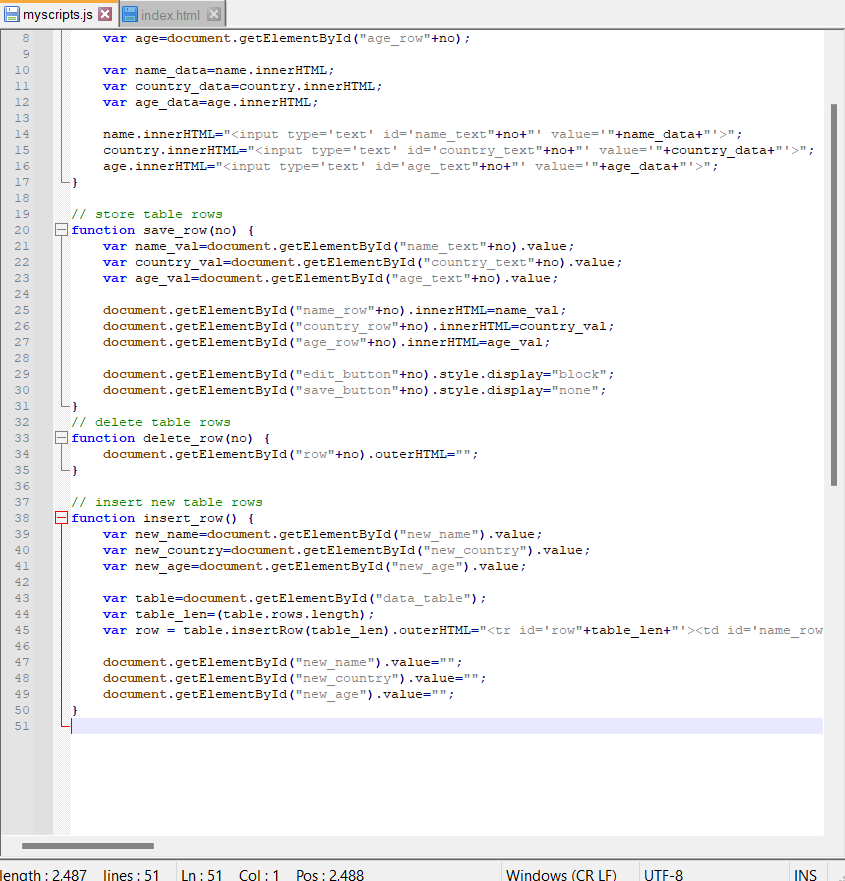 myscripts.js index.html
8 var age=document.getElementById("age_row"+no);
9
10 var name_data=name.innerHTML;
11 var country_data=country.innerHTML;
12 var age_data=age.innerHTML;
13
14 name.innerHTML="<input type='text' id='name_text"+no+"' value='"+name_data+"'>";
15 country.innerHTML="<input type='text' id='country_text"+no+"' value='"+country_data+"'>";
16 age.innerHTML="<input type='text' id='age_text"+no+"' value='"+age_data+"'>";
17 }
18
19 // store table rows
20 function save_row(no) {
21 var name_val=document.getElementById("name_text"+no).value;
22 var country_val=document.getElementById("country_text"+no).value;
23 var age_val=document.getElementById("age_text"+no).value;
24
25 document.getElementById("name_row"+no).innerHTML=name_val;
26 document.getElementById("country_row"+no).innerHTML=country_val;
27 document.getElementById("age_row"+no).innerHTML=age_val;
28
29 document.getElementById("edit_button"+no).style.display="block";
30 document.getElementById("save_button"+no).style.display="none";
31 }
32 // delete table rows
33 function delete_row(no) {
34 document.getElementById("row"+no).outerHTML="";
35 }
36
37 // insert new table rows
38 function insert_row() {
39 var new_name=document.getElementById("new_name").value;
40 var new_country=document.getElementById("new_country").value;
41 var new_age=document.getElementById("new_age").value;
42
43 var table=document.getElementById("data_table");
44 var table_len=(table.rows.length);
45 var row = table.insertRow(table_len).outerHTML="<tr id='row"+table_len+"'><td id='name_row
46
47 document.getElementById("new_name").value="";
48 document.getElementById("new_country").value="";
49 document.getElementById("new_age").value="";
50 }
51
length : 2.487 lines : 51 Ln : 51 Col : 1 Pos : 2.488 Windows (CR LF) UTF-8 INS